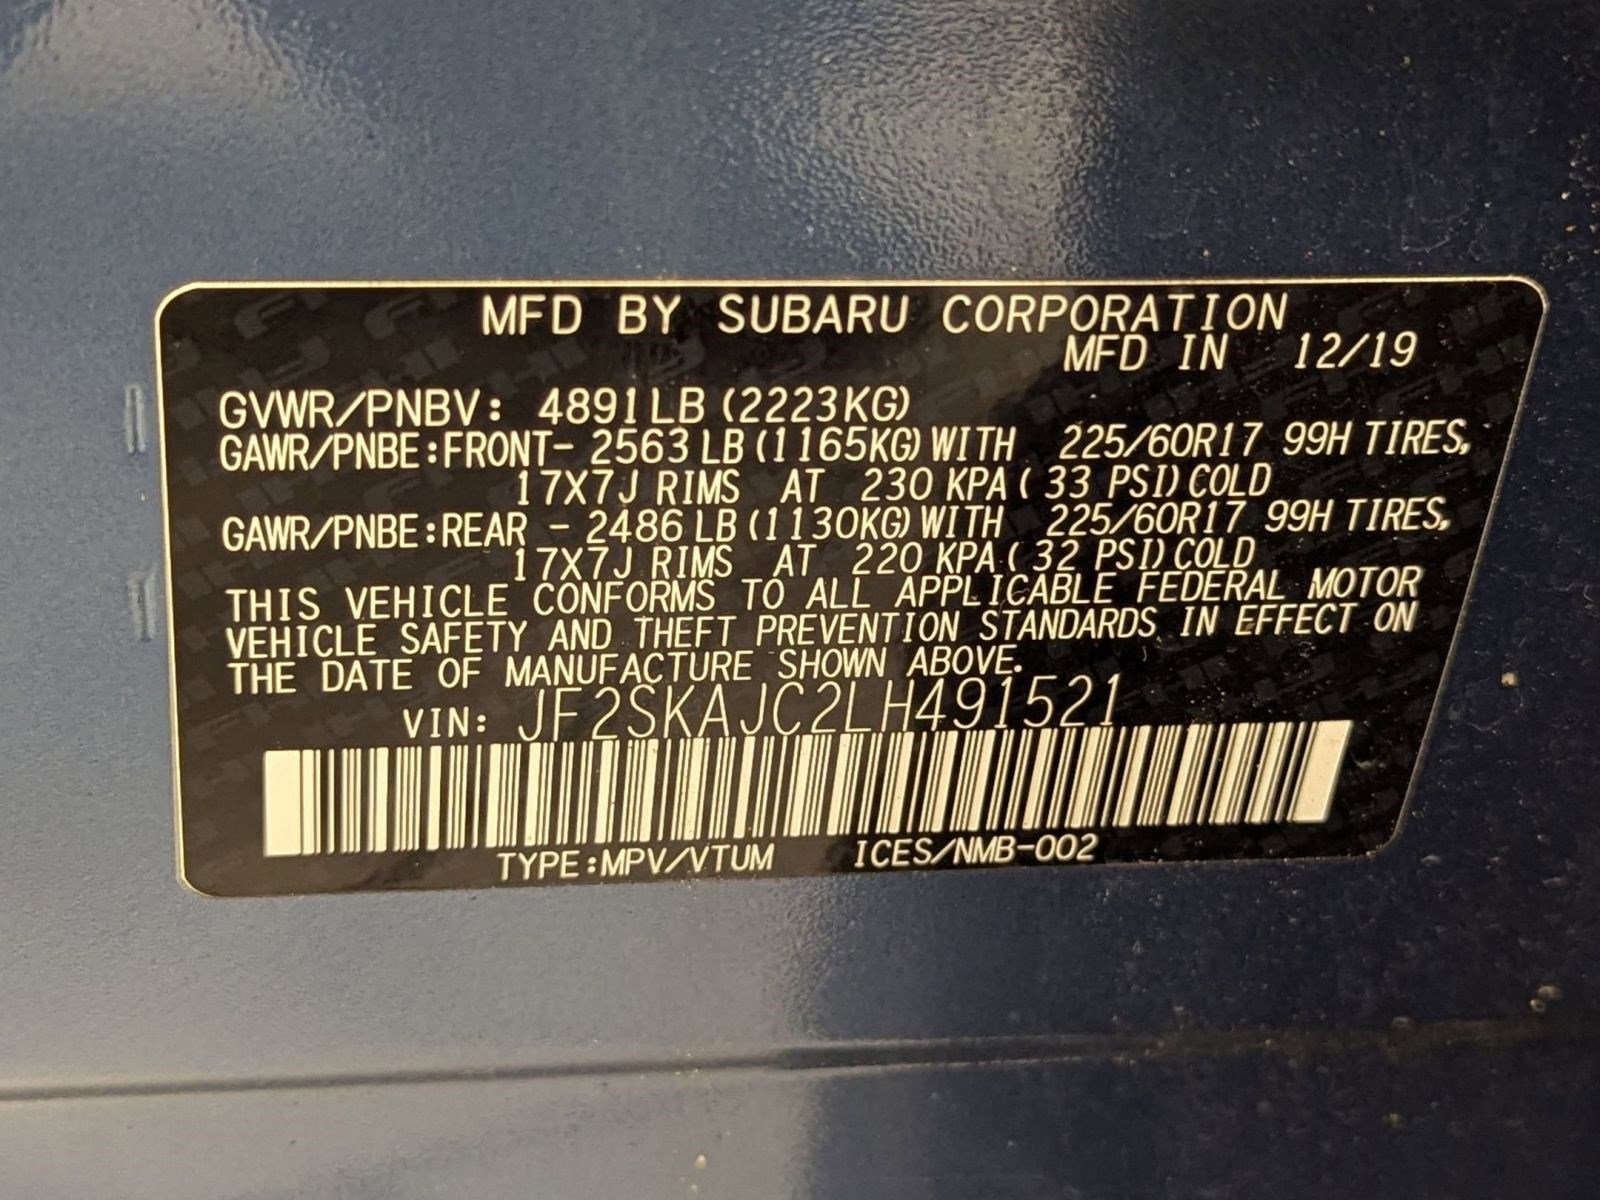 MFD BY SUBARU CORPORATION
MFD IN 12/19
GVWR/PNBV: 4891LB (2223KG)
GAWR/PNBE:FRONT- 2563 LB (1165KG) WITH 225/60R17 99H TIRES,
17X7J RIMS AT 230 KPA ( 33 PSI) COLD
GAWR/PNBE:REAR - 2486 LB (1130KG) WITH 225/60R17 99H TIRES,
17X7J RIMS AT 220 KPA ( 32 PSI) COLD
THIS VEHICLE CONFORMS TO ALL APPLICABLE FEDERAL MOTOR
VEHICLE SAFETY AND THEFT PREVENTION STANDARDS IN EFFECT ON
THE DATE OF MANUFACTURE SHOWN ABOVE.
VIN: JF2SKAJC2LH491521
TYPE:MPV/VTUM ICES/NMB-002